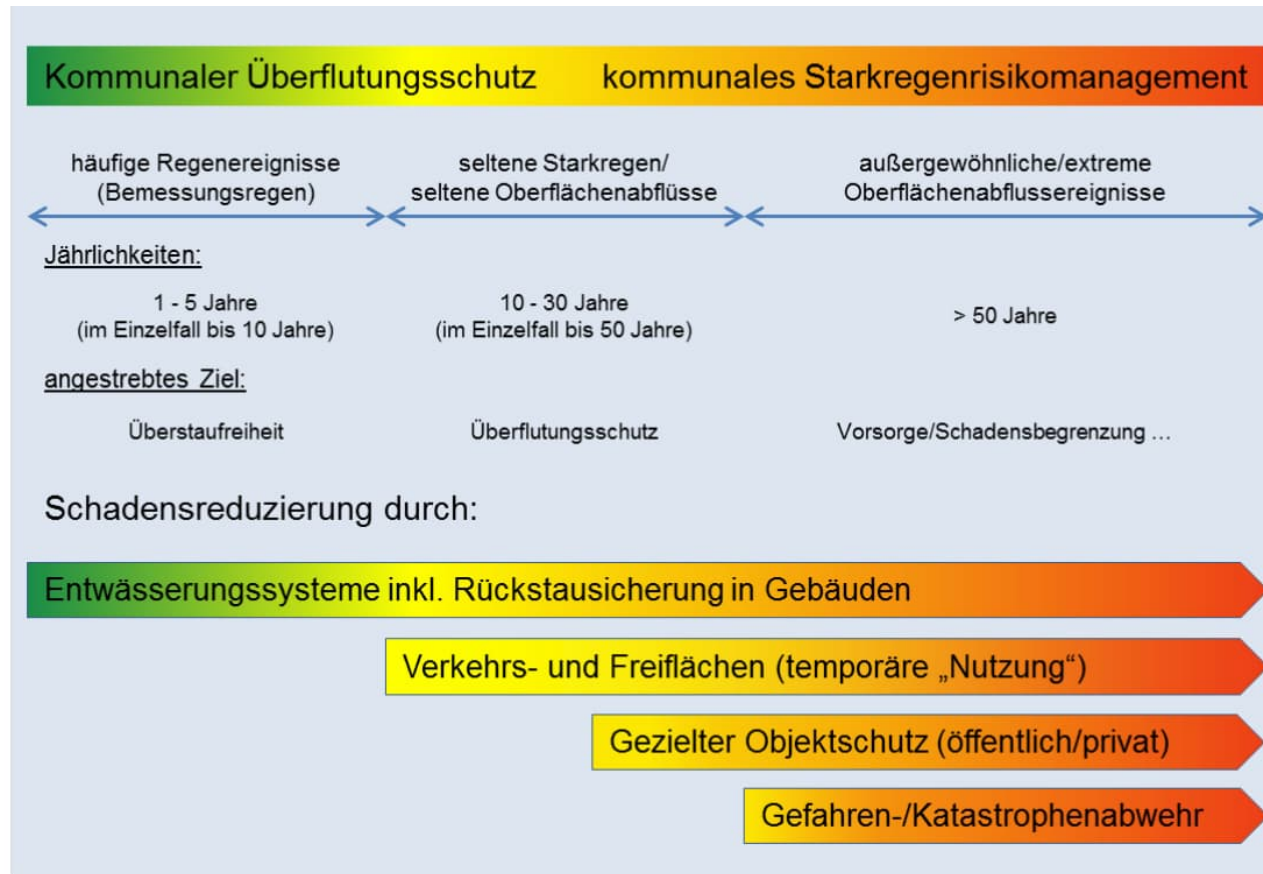 Kommunaler Überflutungsschutz kommunales Starkregenrisikomanagement
häufige Regenereignisse
(Bemessungsregen)
seltene Starkregen/
seltene Oberflächenabflüsse
außergewöhnliche/extreme
Oberflächenabflussereignisse
Jährlichkeiten:
1 - 5 Jahre
(im Einzelfall bis 10 Jahre)
10 - 30 Jahre
(im Einzelfall bis 50 Jahre)
> 50 Jahre
angestrebtes Ziel:
Überstaufreiheit
Überflutungsschutz
Vorsorge/Schadensbegrenzung ...
Schadensreduzierung durch:
Entwässerungssysteme inkl. Rückstausicherung in Gebäuden
Verkehrs- und Freiflächen (temporäre „Nutzung“)
Gezielter Objektschutz (öffentlich/privat)
Gefahren-/Katastrophenabwehr